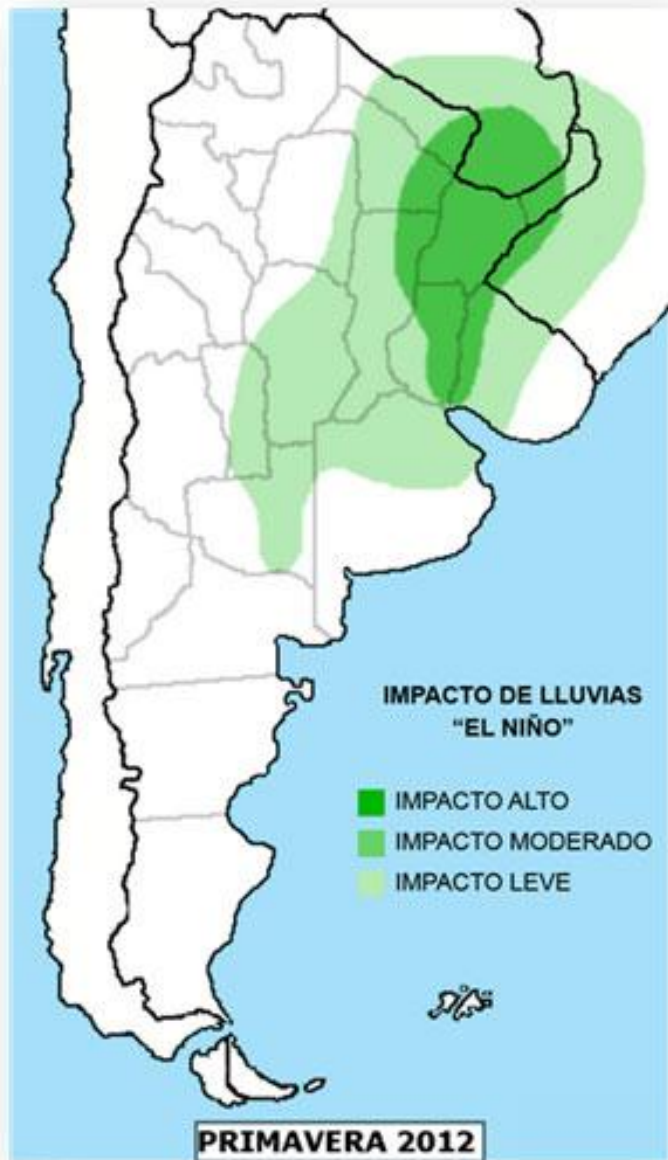 IMPACTO DE LLUVIAS
"EL NIÑO"
IMPACTO ALTO
IMPACTO MODERADO
IMPACTO LEVE
PRIMAVERA 2012